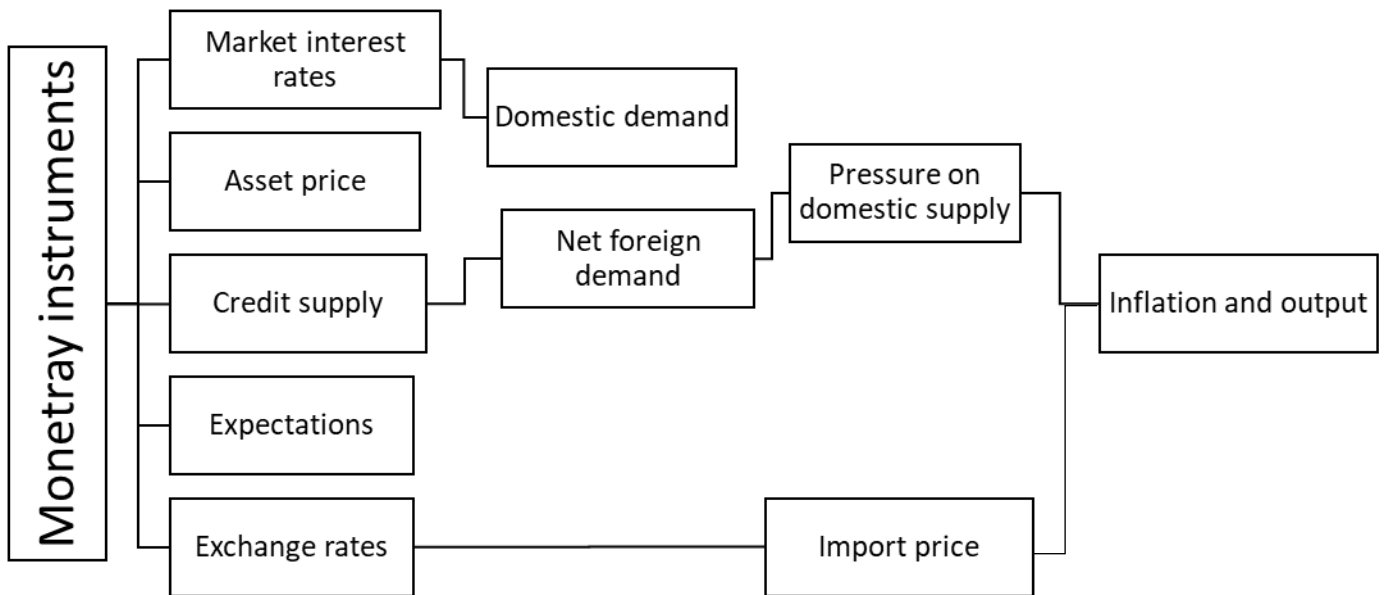 Monetray instruments
Market interest
rates
Asset price
Credit supply
Expectations
Exchange rates
Domestic demand
Net foreign
demand
Pressure on
domestic supply
Import price
Inflation and output